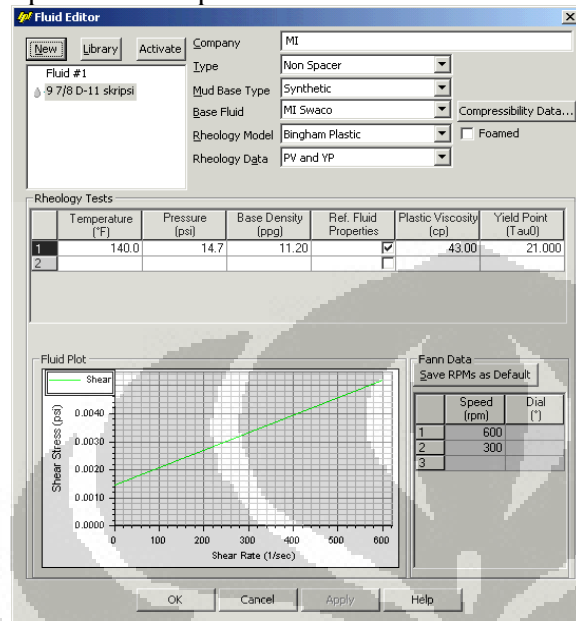 Fluid Editor
New Library Activate
Fluid #1
9 7/8 D-11 skripsi
Company MI
Type Non Spacer
Mud Base Type Synthetic
Base Fluid MI Swaco Compressibility Data...
Rheology Model Bingham Plastic Foamed
Rheology Data PV and YP
Rheology Tests
Temperature (°F) Pressure (psi) Base Density (ppg) Ref. Fluid Properties Plastic Viscosity (cp) Yield Point (Tau0)
1 140.0 14.7 11.20 43.00 21.000
2
Fluid Plot
Shear
Shear Stress (psi)
0.0040
0.0030
0.0020
0.0010
0.0000
0 100 200 300 400 500 600
Shear Rate (1/sec)
Fann Data
Save RPMs as Default
Speed (rpm) Dial (°)
1 600
2 300
3
OK Cancel Apply Help